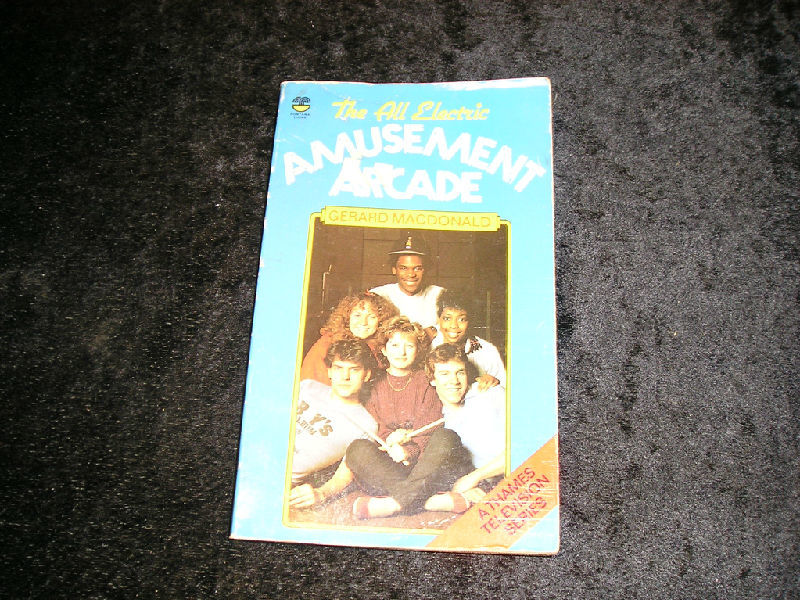 The All Electric
AMUSEMENT
ARCADE
GERARD MACDONALD
A THAMES
TELEVISION
SERIES